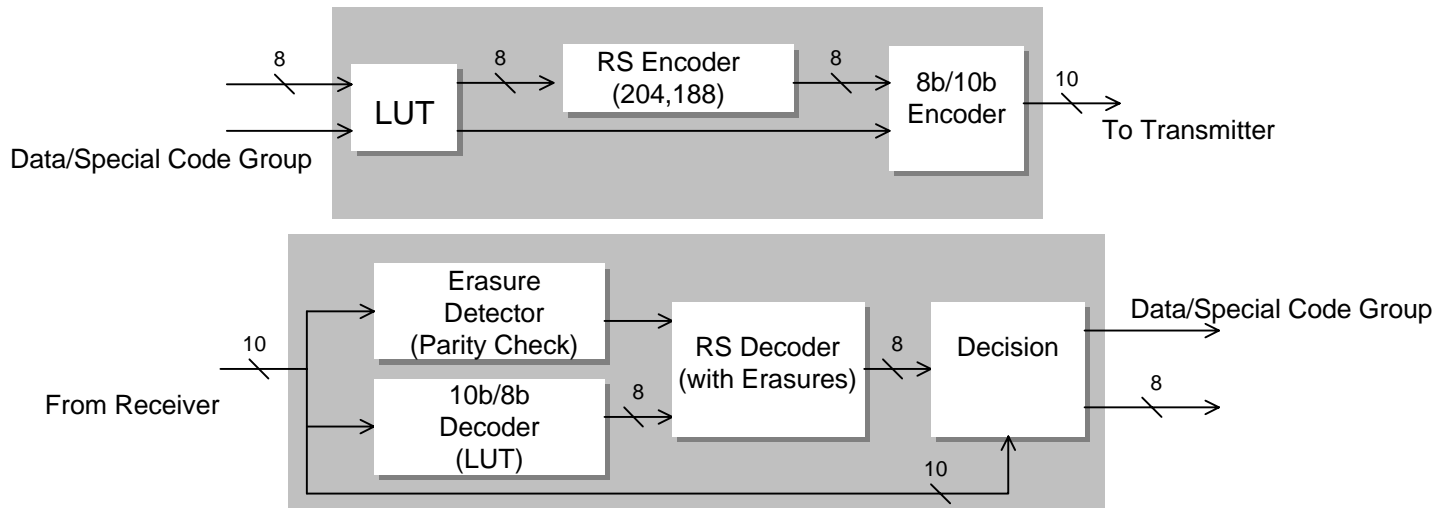 8
8
RS Encoder
(204,188)
8
8b/10b
Encoder
10
LUT
Data/Special Code Group
To Transmitter
Erasure
Detector
(Parity Check)
Data/Special Code Group
10
RS Decoder
(with Erasures)
8
Decision
8
From Receiver
10b/8b
Decoder
(LUT)
8
10